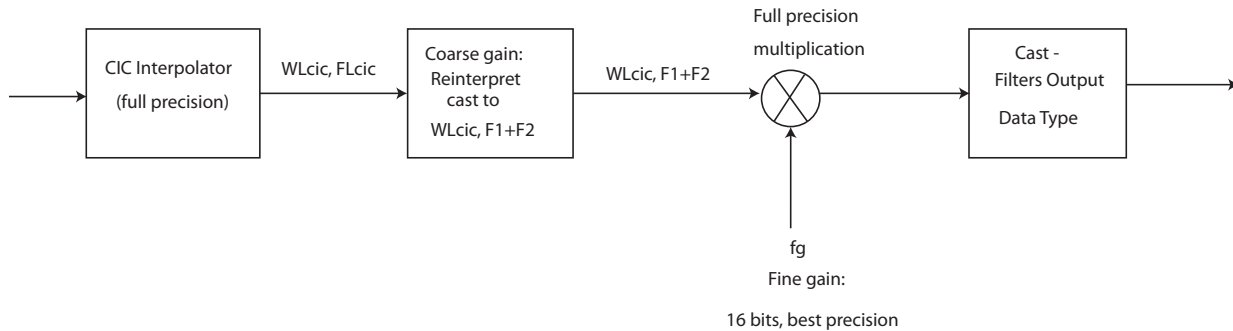 CIC Interpolator
(full precision)
WLcic, FLcic
Coarse gain:
Reinterpret
cast to
WLcic, F1+F2
WLcic, F1+F2
Full precision
multiplication
fg
Fine gain:
16 bits, best precision
Cast -
Filters Output
Data Type